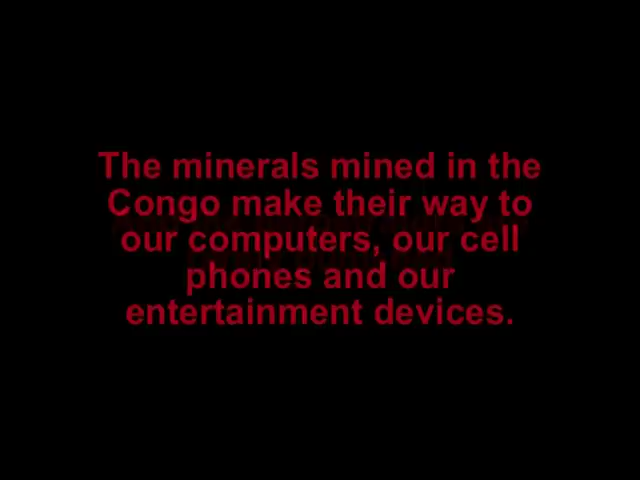 The minerals mined in the
Congo make their way to
our computers, our cell
phones and our
entertainment devices.